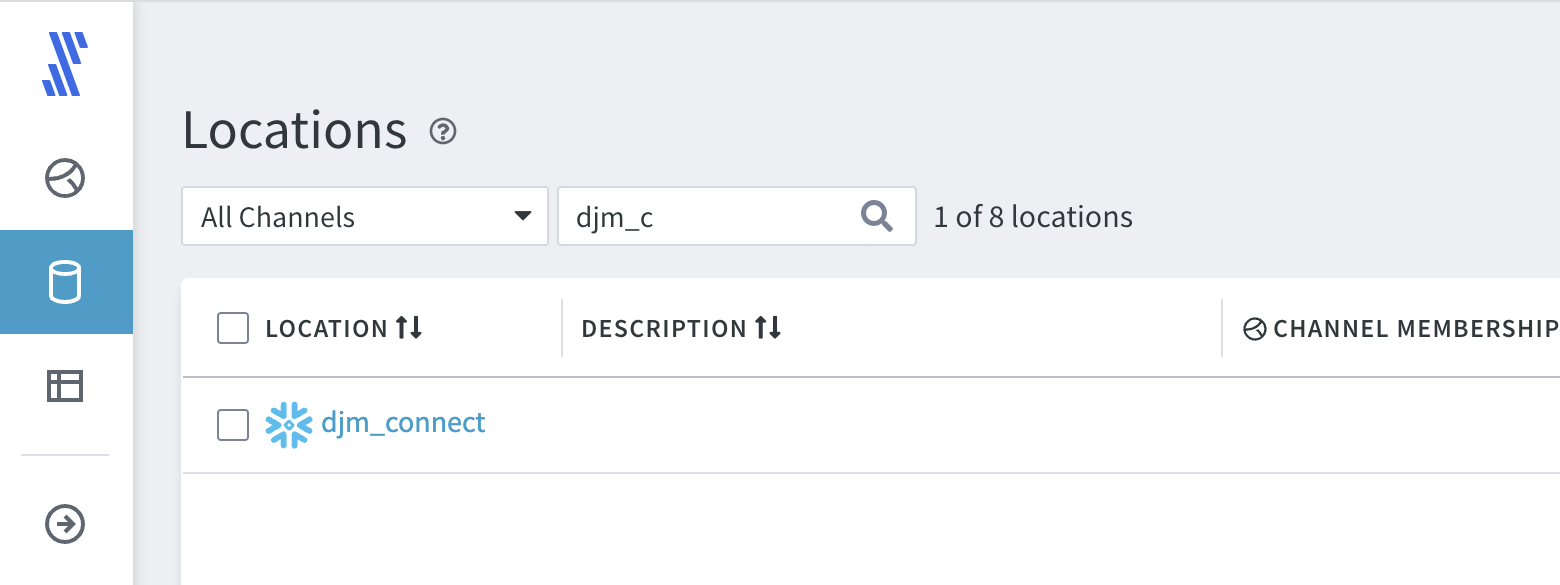 Locations
All Channels
djm_c
1 of 8 locations
LOCATION
DESCRIPTION
CHANNEL MEMBERSHIP
djm_connect